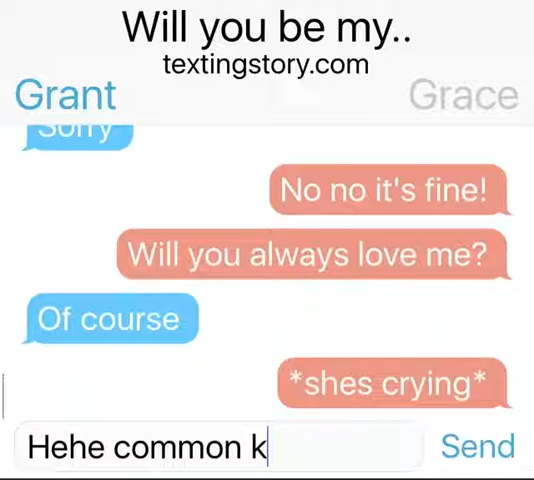 Will you be my..
textingstory.com
Grant
Grace
Sorry
No no it's fine!
Will you always love me?
Of course
*shes crying*
Hehe common k
Send